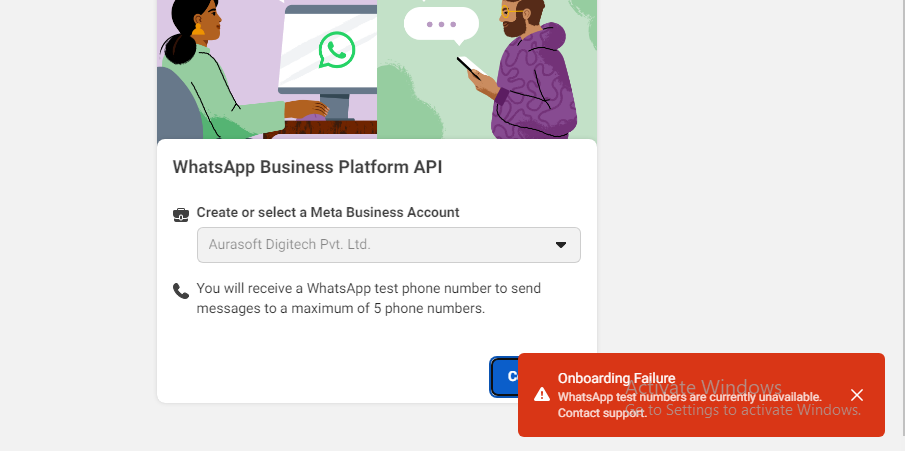 WhatsApp Business Platform API
Create or select a Meta Business Account
Aurasoft Digitech Pvt. Ltd.
You will receive a WhatsApp test phone number to send
messages to a maximum of 5 phone numbers.
Onboarding Failure
WhatsApp test numbers are currently unavailable.
Contact support.
Activate Windows
Go to Settings to activate Windows.